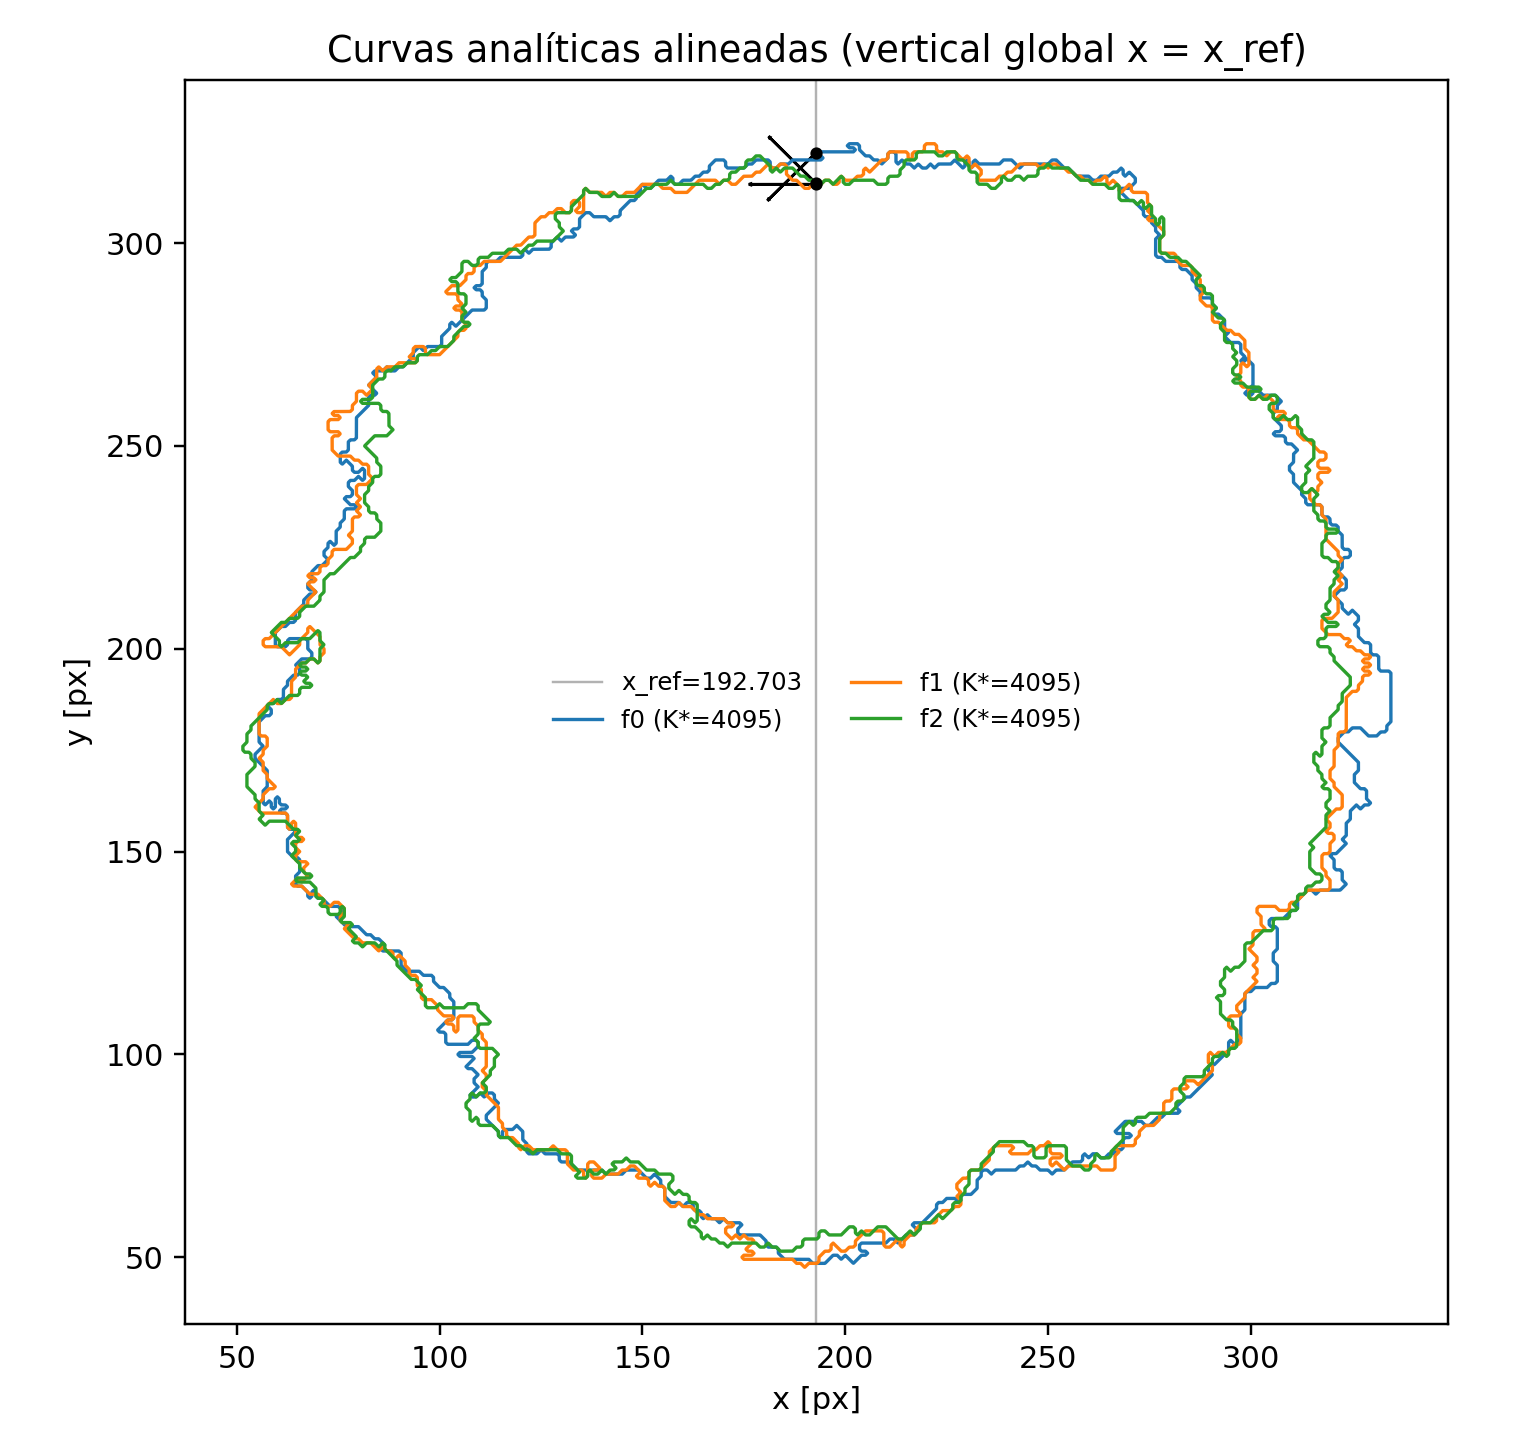 Curvas analíticas alineadas (vertical global x = x_ref)
y [px]
300
250
200
150
100
50
x_ref=192.703
f0 (K*=4095)
f1 (K*=4095)
f2 (K*=4095)
50 100 150 200 250 300
x [px]